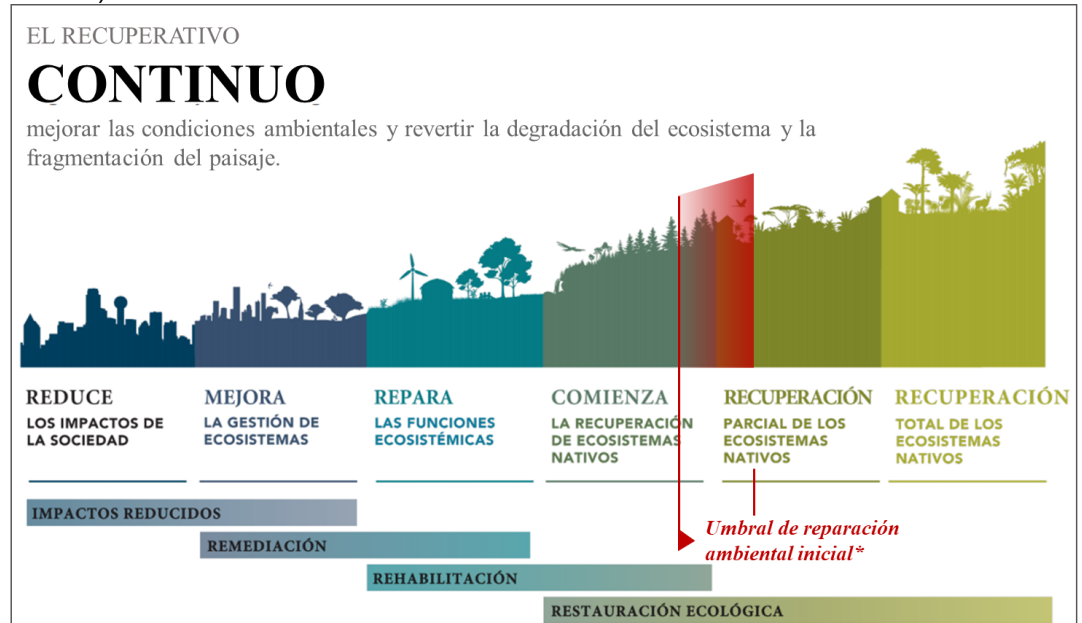 EL RECUPERATIVO
CONTINUO
mejorar las condiciones ambientales y revertir la degradación del ecosistema y la
fragmentación del paisaje.
REDUCE
LOS IMPACTOS DE
LA SOCIEDAD
MEJORA
LA GESTIÓN DE
ECOSISTEMAS
REPARA
LAS FUNCIONES
ECOSISTÉMICAS
COMIENZA
LA RECUPERACIÓN
DE ECOSISTEMAS
NATIVOS
RECUPERACIÓN
PARCIAL DE LOS
ECOSISTEMAS
NATIVOS
RECUPERACIÓN
TOTAL DE LOS
ECOSISTEMAS
NATIVOS
IMPACTOS REDUCIDOS
REMEDIACIÓN
REHABILITACIÓN
RESTAURACIÓN ECOLÓGICA
Umbral de reparación
ambiental inicial*